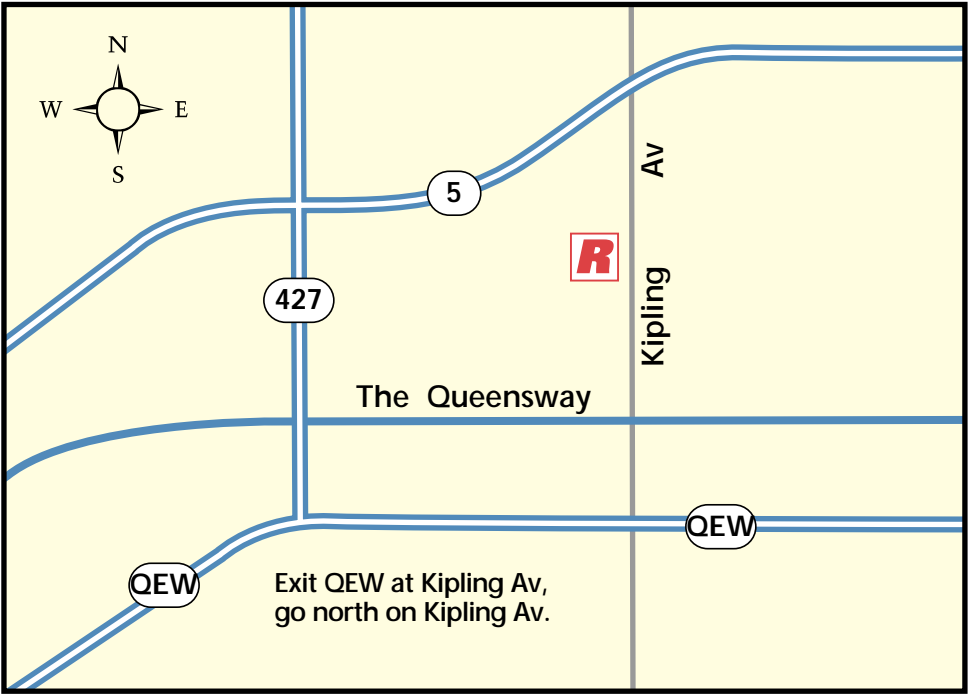 N
W E
S
5
Av
R
427
Kipling
The Queensway
QEW
QEW
Exit QEW at Kipling Av,
go north on Kipling Av.